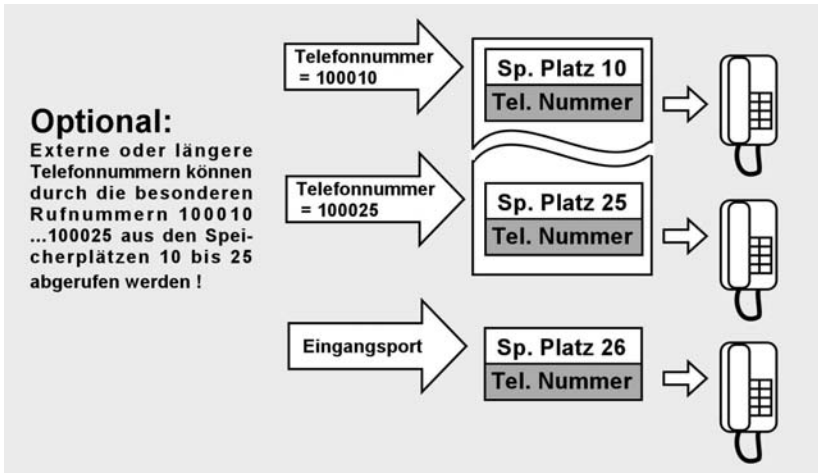 Optional:
Externe oder längere
Telefonnummern können
durch die besonderen
Rufnummern 100010
...100025 aus den Spei-
cherplätzen 10 bis 25
abgerufen werden !
Telefonnummer
= 100010
Sp. Platz 10
Tel. Nummer
Telefonnummer
= 100025
Sp. Platz 25
Tel. Nummer
Eingangsport
Sp. Platz 26
Tel. Nummer